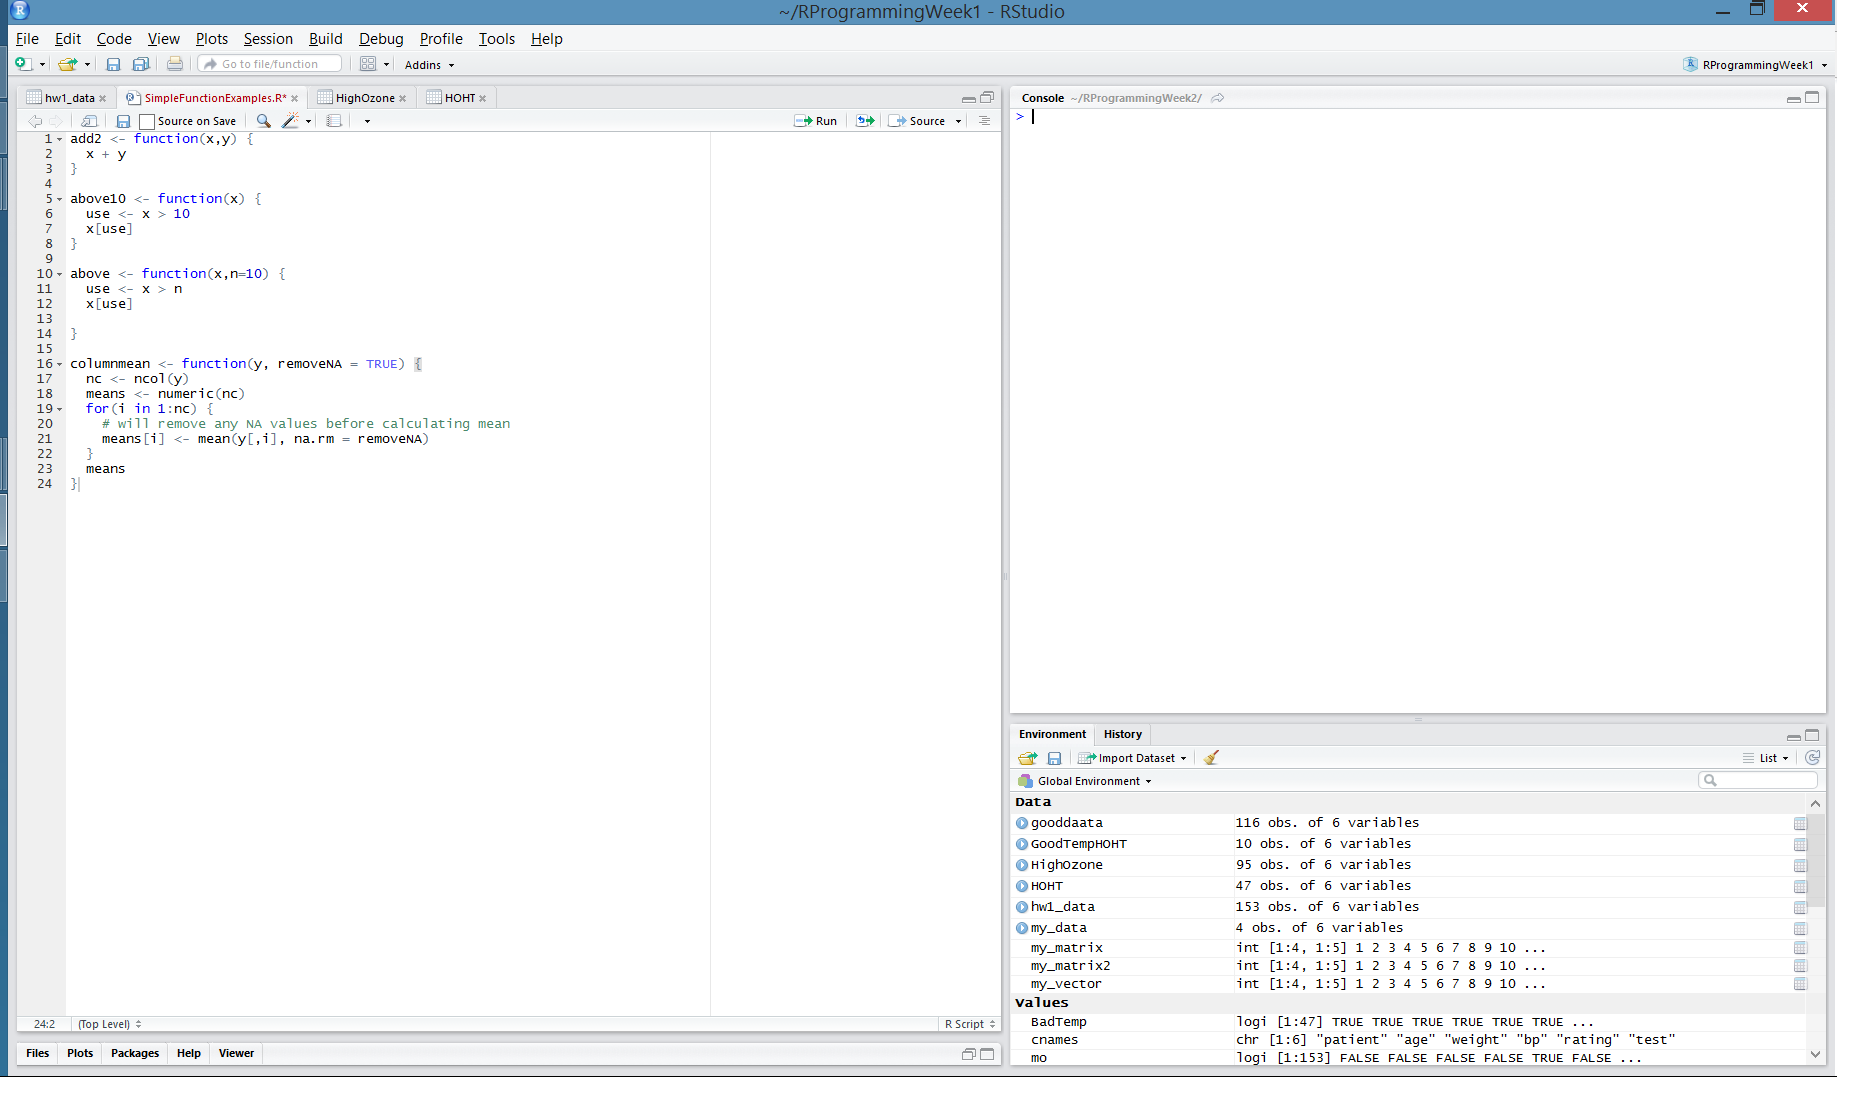 ~/RProgrammingWeek1 - RStudio
File Edit Code View Plots Session Build Debug Profile Tools Help
Go to file/function Addins RProgrammingWeek1
hw1_data SimpleFunctionExamples.R* HighOzone HOHT
Source on Save Run Source
1 add2 <- function(x,y) {
2   x + y
3 }
4
5 above10 <- function(x) {
6   use <- x > 10
7   x[use]
8 }
9
10 above <- function(x,n=10) {
11   use <- x > n
12   x[use]
13
14 }
15
16 columnmean <- function(y, removeNA = TRUE) {
17   nc <- ncol(y)
18   means <- numeric(nc)
19   for(i in 1:nc) {
20     # will remove any NA values before calculating mean
21     means[i] <- mean(y[,i], na.rm = removeNA)
22   }
23   means
24 }
24:2 (Top Level) R Script
Files Plots Packages Help Viewer
Console ~/RProgrammingWeek2/
>
Environment History
Import Dataset List
Global Environment
Data
gooddaata 116 obs. of 6 variables
GoodTempHOHT 10 obs. of 6 variables
HighOzone 95 obs. of 6 variables
HOHT 47 obs. of 6 variables
hw1_data 153 obs. of 6 variables
my_data 4 obs. of 6 variables
my_matrix int [1:4, 1:5] 1 2 3 4 5 6 7 8 9 10 ...
my_matrix2 int [1:4, 1:5] 1 2 3 4 5 6 7 8 9 10 ...
my_vector int [1:4, 1:5] 1 2 3 4 5 6 7 8 9 10 ...
Values
BadTemp logi [1:47] TRUE TRUE TRUE TRUE TRUE TRUE ...
cnames chr [1:6] "patient" "age" "weight" "bp" "rating" "test"
mo logi [1:153] FALSE FALSE FALSE FALSE TRUE FALSE ...